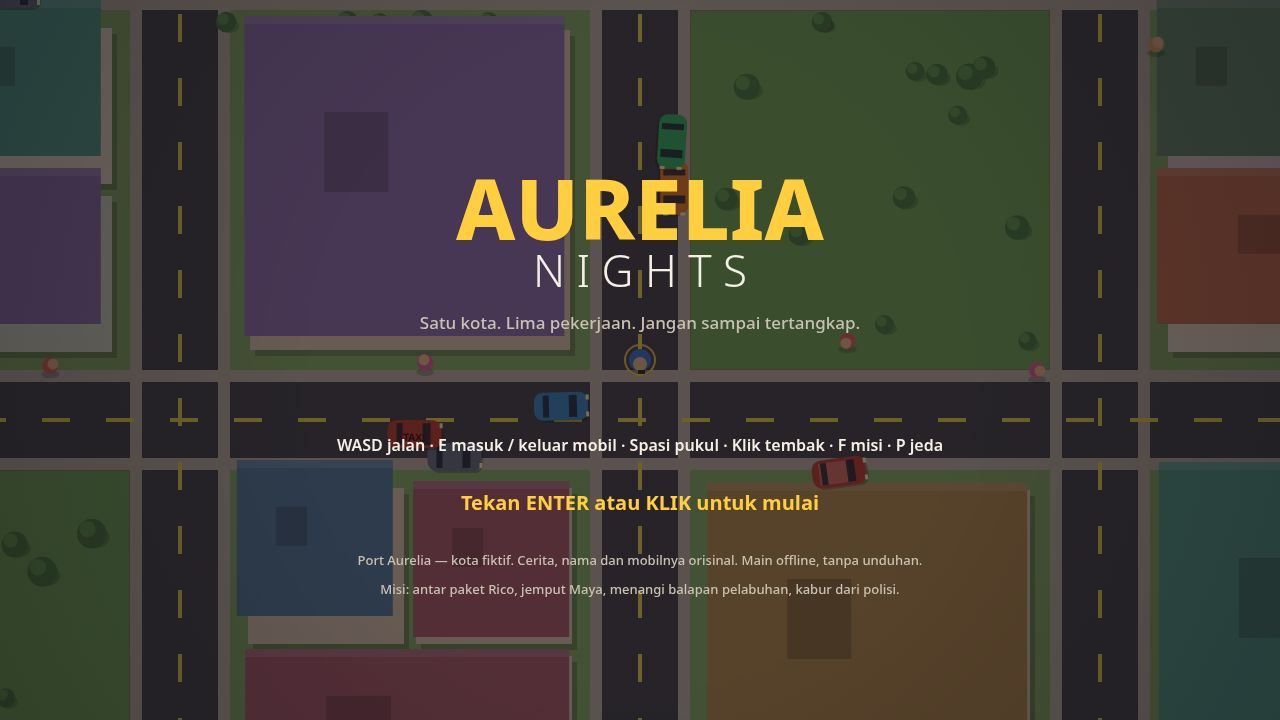 AURELIA
NIGHTS
Satu kota. Lima pekerjaan. Jangan sampai tertangkap.
TAXI
WASD jalan · E masuk / keluar mobil · Spasi pukul · Klik tembak · F misi · P jeda
Tekan ENTER atau KLIK untuk mulai
Port Aurelia — kota fiktif. Cerita, nama dan mobilnya orisinal. Main offline, tanpa unduhan.
Misi: antar paket Rico, jemput Maya, menangi balapan pelabuhan, kabur dari polisi.